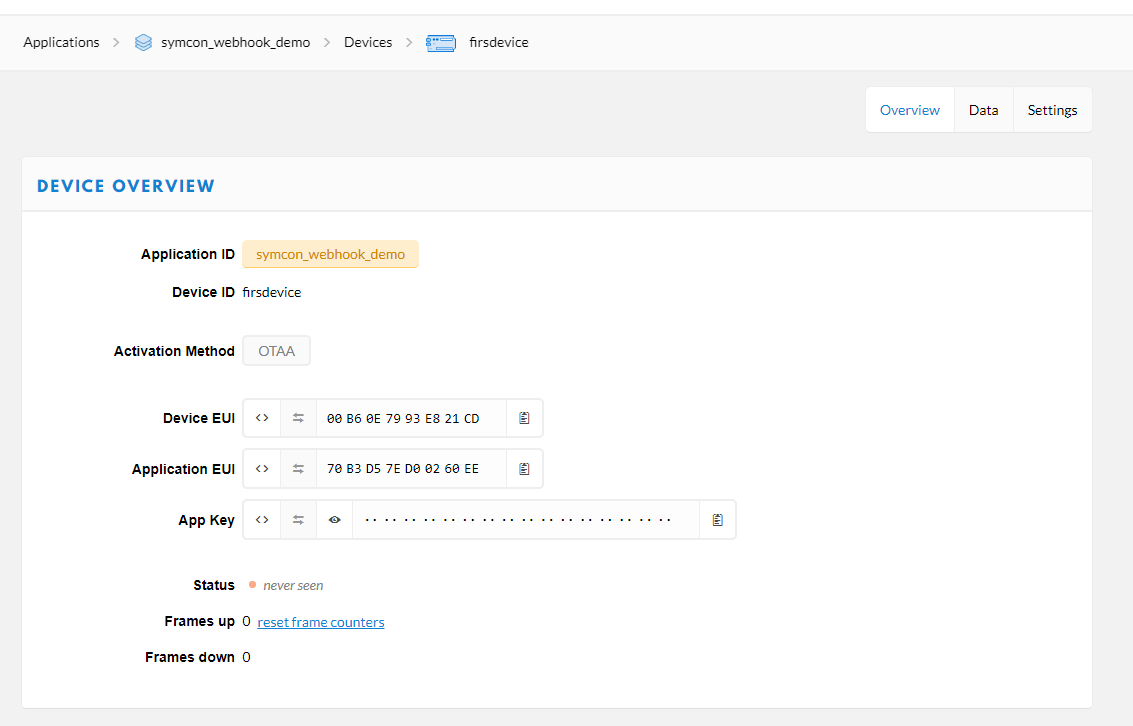 Applications > symcon_webhook_demo > Devices > firsdevice
Overview Data Settings
DEVICE OVERVIEW
Application ID symcon_webhook_demo
Device ID firsdevice
Activation Method OTAA
Device EUI <> 00 B6 0E 79 93 E8 21 CD
Application EUI <> 70 B3 D5 7E D0 02 60 EE
App Key <> ·· ·· ·· ·· ·· ·· ·· ·· ·· ·· ·· ·· ·· ·· ·· ··
Status never seen
Frames up 0 reset frame counters
Frames down 0